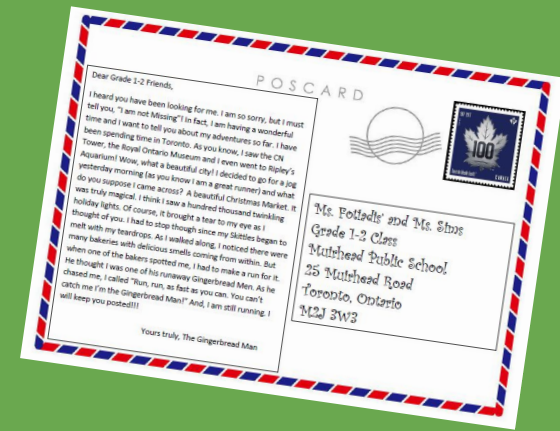 POSCARD
Dear Grade 1-2 Friends,
I heard you have been looking for me. I am so sorry, but I must
tell you, "I am not Missing"! In fact, I am having a wonderful
time and I want to tell you about my adventures so far. I have
been spending time in Toronto. As you know, I saw the CN
Tower, the Royal Ontario Museum and I even went to Ripley's
Aquarium! Wow, what a beautiful city! I decided to go for a jog
yesterday morning (as you know I am a great runner) and what
do you suppose I came across? A beautiful Christmas Market. It
was truly magical. I think I saw a hundred thousand twinkling
holiday lights. Of course, it brought a tear to my eye as I
thought of you. I had to stop though since my Skittles began to
melt with my teardrops. As I walked along, I noticed there were
many bakeries with delicious smells coming from within. But
when one of the bakers spotted me, I had to make a run for it.
He thought I was one of his runaway Gingerbread Men. As he
chased me, I called "Run, run, as fast as you can. You can't
catch me I'm the Gingerbread Man!" And, I am still running. I
will keep you posted!!!!
Yours truly, The Gingerbread Man
100
Ms. Fotiadis' and Ms. Sims
Grade 1-2 Class
Muirhead Public School
25 Muirhead Road
Toronto, Ontario
M2J 3W3